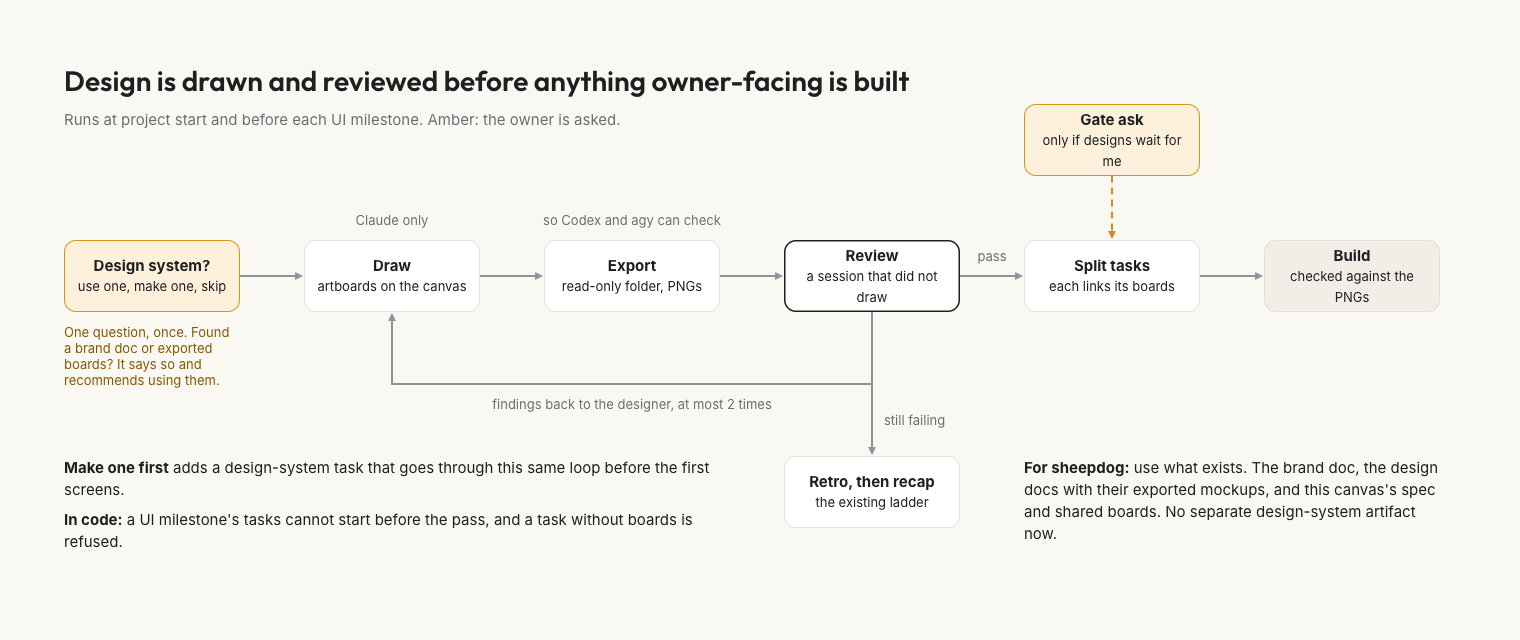 Design is drawn and reviewed before anything owner-facing is built
Runs at project start and before each UI milestone. Amber: the owner is asked.
Gate ask
only if designs wait for
me
Claude only
so Codex and agy can check
Design system?
use one, make one, skip
Draw
artboards on the canvas
Export
read-only folder, PNGs
Review
a session that did not
draw
pass
Split tasks
each links its boards
Build
checked against the
PNGs
One question, once. Found
a brand doc or exported
boards? It says so and
recommends using them.
findings back to the designer, at most 2 times
still failing
Make one first adds a design-system task that goes through this same loop before the first
screens.
In code: a UI milestone's tasks cannot start before the pass, and a task without boards is
refused.
Retro, then recap
the existing ladder
For sheepdog: use what exists. The brand doc, the design
docs with their exported mockups, and this canvas's spec
and shared boards. No separate design-system artifact
now.